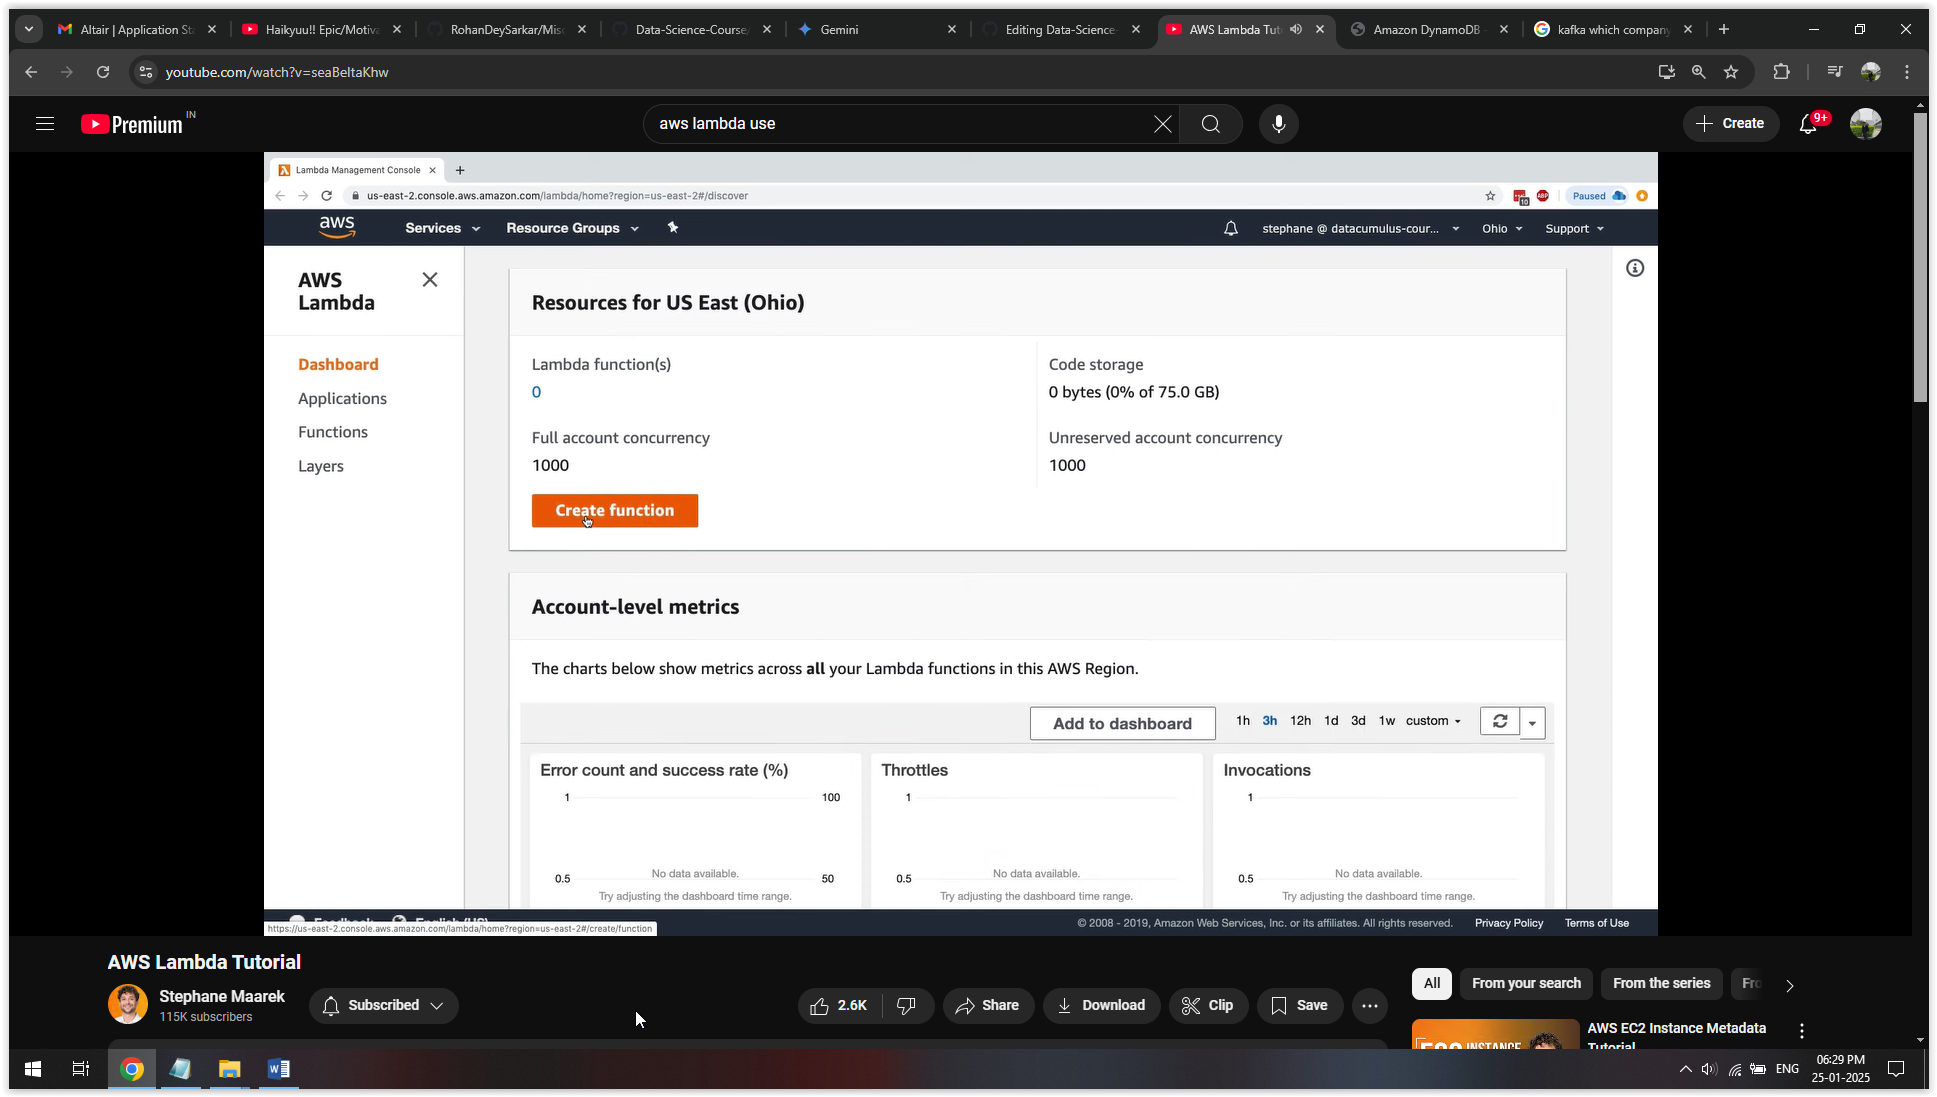 Altair | Application Sta
Haikyuu!! Epic/Motiva
RohanDeySarkar/Misc
Data-Science-Course/
Gemini
Editing Data-Science-
AWS Lambda Tut
Amazon DynamoDB
kafka which company
youtube.com/watch?v=seaBeltaKhw
Premium IN
aws lambda use
Create
9+
Lambda Management Console
us-east-2.console.aws.amazon.com/lambda/home?region=us-east-2#/discover
10
ABP
Paused
aws
Services
Resource Groups
stephane @ datacumulus-cour...
Ohio
Support
AWS
Lambda
Dashboard
Applications
Functions
Layers
Resources for US East (Ohio)
Lambda function(s)
0
Code storage
0 bytes (0% of 75.0 GB)
Full account concurrency
1000
Unreserved account concurrency
1000
Create function
Account-level metrics
The charts below show metrics across all your Lambda functions in this AWS Region.
Add to dashboard
1h 3h 12h 1d 3d 1w custom
Error count and success rate (%)
1
100
0.5
No data available.
50
Try adjusting the dashboard time range.
Throttles
1
0.5
No data available.
Try adjusting the dashboard time range.
Invocations
1
0.5
No data available.
Try adjusting the dashboard time range.
Feedback
English (US)
© 2008 - 2019, Amazon Web Services, Inc. or its affiliates. All rights reserved.
Privacy Policy
Terms of Use
https://us-east-2.console.aws.amazon.com/lambda/home?region=us-east-2#/create/function
AWS Lambda Tutorial
Stephane Maarek
115K subscribers
Subscribed
2.6K
Share
Download
Clip
Save
All
From your search
From the series
Fro
INSTANCE
AWS EC2 Instance Metadata
Tutorial
ENG
06:29 PM
25-01-2025